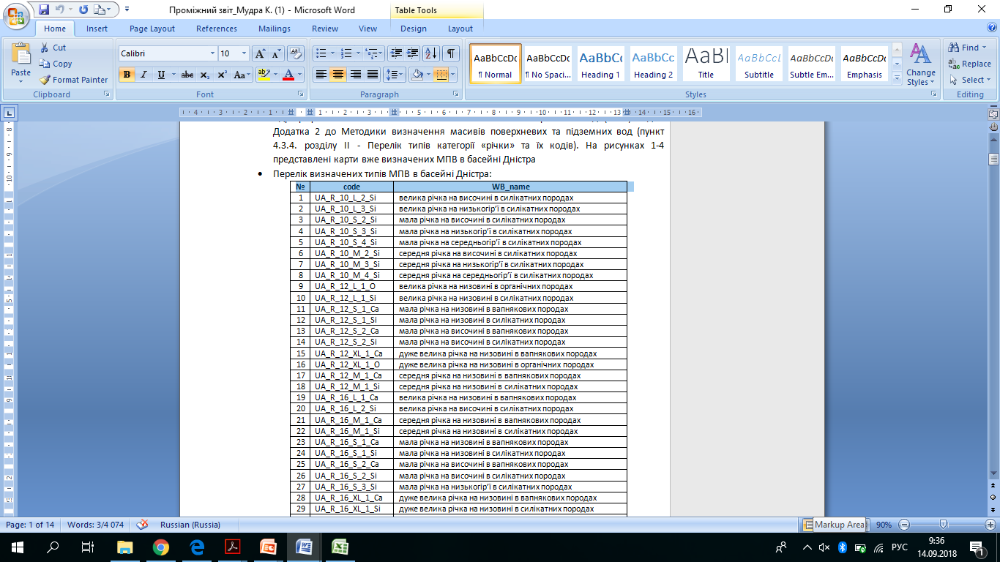 Проміжний звіт_Мудра К. (1) - Microsoft Word
Table Tools
Home Insert Page Layout References Mailings Review View Design Layout
Paste
Cut
Copy
Format Painter
Clipboard
Calibri 10
B I U abc x₂ x² Aa
Font
Paragraph
AaBbCcDc AaBbCcDc AaBbCc AaBbCc AaBl AaBbCcL AaBbCcDc AaBbCcDc
¶ Normal ¶ No Spaci... Heading 1 Heading 2 Title Subtitle Subtle Em... Emphasis
Change Styles
Styles
Find
Replace
Select
Editing
Додатка 2 до Методики визначення масивів поверхневих та підземних вод (пункт
4.3.4. розділу II - Перелік типів категорії «річки» та їх кодів). На рисунках 1-4
представлені карти вже визначених МПВ в басейні Дністра
• Перелік визначених типів МПВ в басейні Дністра:
№ code WB_name
1 UA_R_10_L_2_Si велика річка на височині в силікатних породах
2 UA_R_10_L_3_Si велика річка на низькогір’ї в силікатних породах
3 UA_R_10_S_2_Si мала річка на височині в силікатних породах
4 UA_R_10_S_3_Si мала річка на низькогір’ї в силікатних породах
5 UA_R_10_S_4_Si мала річка на середньогір’ї в силікатних породах
6 UA_R_10_M_2_Si середня річка на височині в силікатних породах
7 UA_R_10_M_3_Si середня річка на низькогір’ї в силікатних породах
8 UA_R_10_M_4_Si середня річка на середньогір’ї в силікатних породах
9 UA_R_12_L_1_O велика річка на низовині в органічних породах
10 UA_R_12_L_1_Si велика річка на низовині в силікатних породах
11 UA_R_12_S_1_Ca мала річка на низовині в вапнякових породах
12 UA_R_12_S_1_Si мала річка на низовині в силікатних породах
13 UA_R_12_S_2_Ca мала річка на височині в вапнякових породах
14 UA_R_12_S_2_Si мала річка на височині в силікатних породах
15 UA_R_12_XL_1_Ca дуже велика річка на низовині в вапнякових породах
16 UA_R_12_XL_1_O дуже велика річка на низовині в органічних породах
17 UA_R_12_M_1_Ca середня річка на низовині в вапнякових породах
18 UA_R_12_M_1_Si середня річка на низовині в силікатних породах
19 UA_R_16_L_1_Ca велика річка на низовині в вапнякових породах
20 UA_R_16_L_2_Si велика річка на височині в силікатних породах
21 UA_R_16_M_1_Ca середня річка на низовині в вапнякових породах
22 UA_R_16_M_1_Si середня річка на низовині в силікатних породах
23 UA_R_16_S_1_Ca мала річка на низовині в вапнякових породах
24 UA_R_16_S_1_Si мала річка на низовині в силікатних породах
25 UA_R_16_S_2_Ca мала річка на височині в вапнякових породах
26 UA_R_16_S_2_Si мала річка на височині в силікатних породах
27 UA_R_16_S_3_Si мала річка на низькогір’ї в силікатних породах
28 UA_R_16_XL_1_Ca дуже велика річка на низовині в вапнякових породах
29 UA_R_16_XL_1_Si дуже велика річка на низовині в силікатних породах
Page: 1 of 14 Words: 3/4 074 Russian (Russia) Markup Area 90%
РУС 9:36
14.09.2018